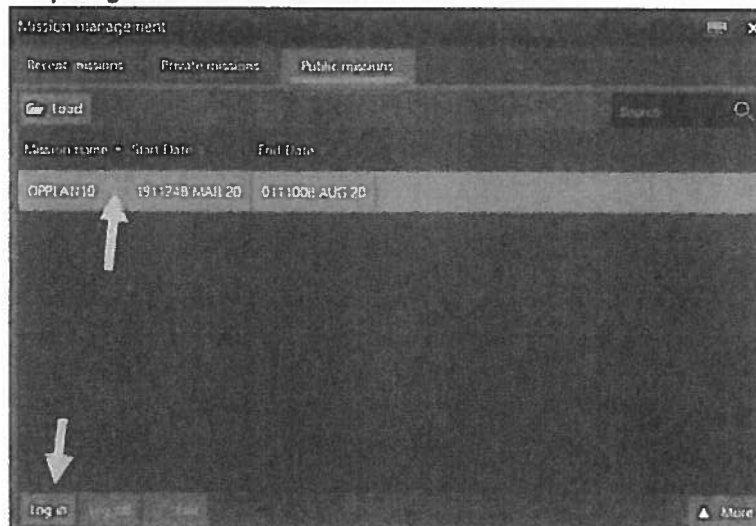 Mission management
Recent missions Private missions Public missions
Load Search
Mission name Start Date End Date
OPPLAN10 191124B MAR 20 011100B AUG 20
Log in More